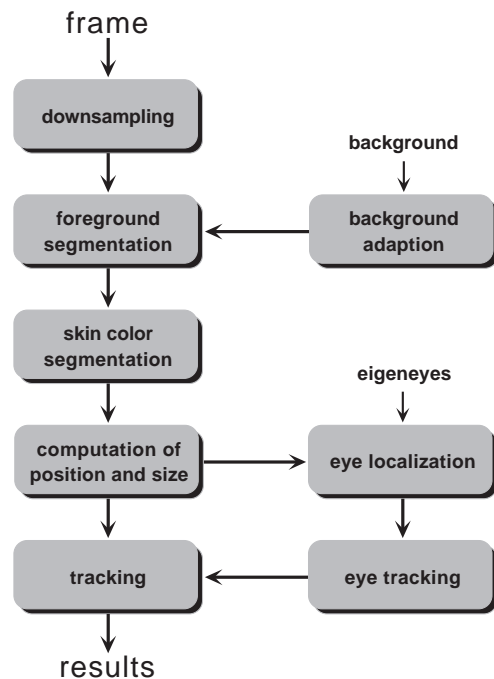 frame
downsampling
background
foreground
segmentation
background
adaption
skin color
segmentation
eigeneyes
computation of
position and size
eye localization
tracking
eye tracking
results